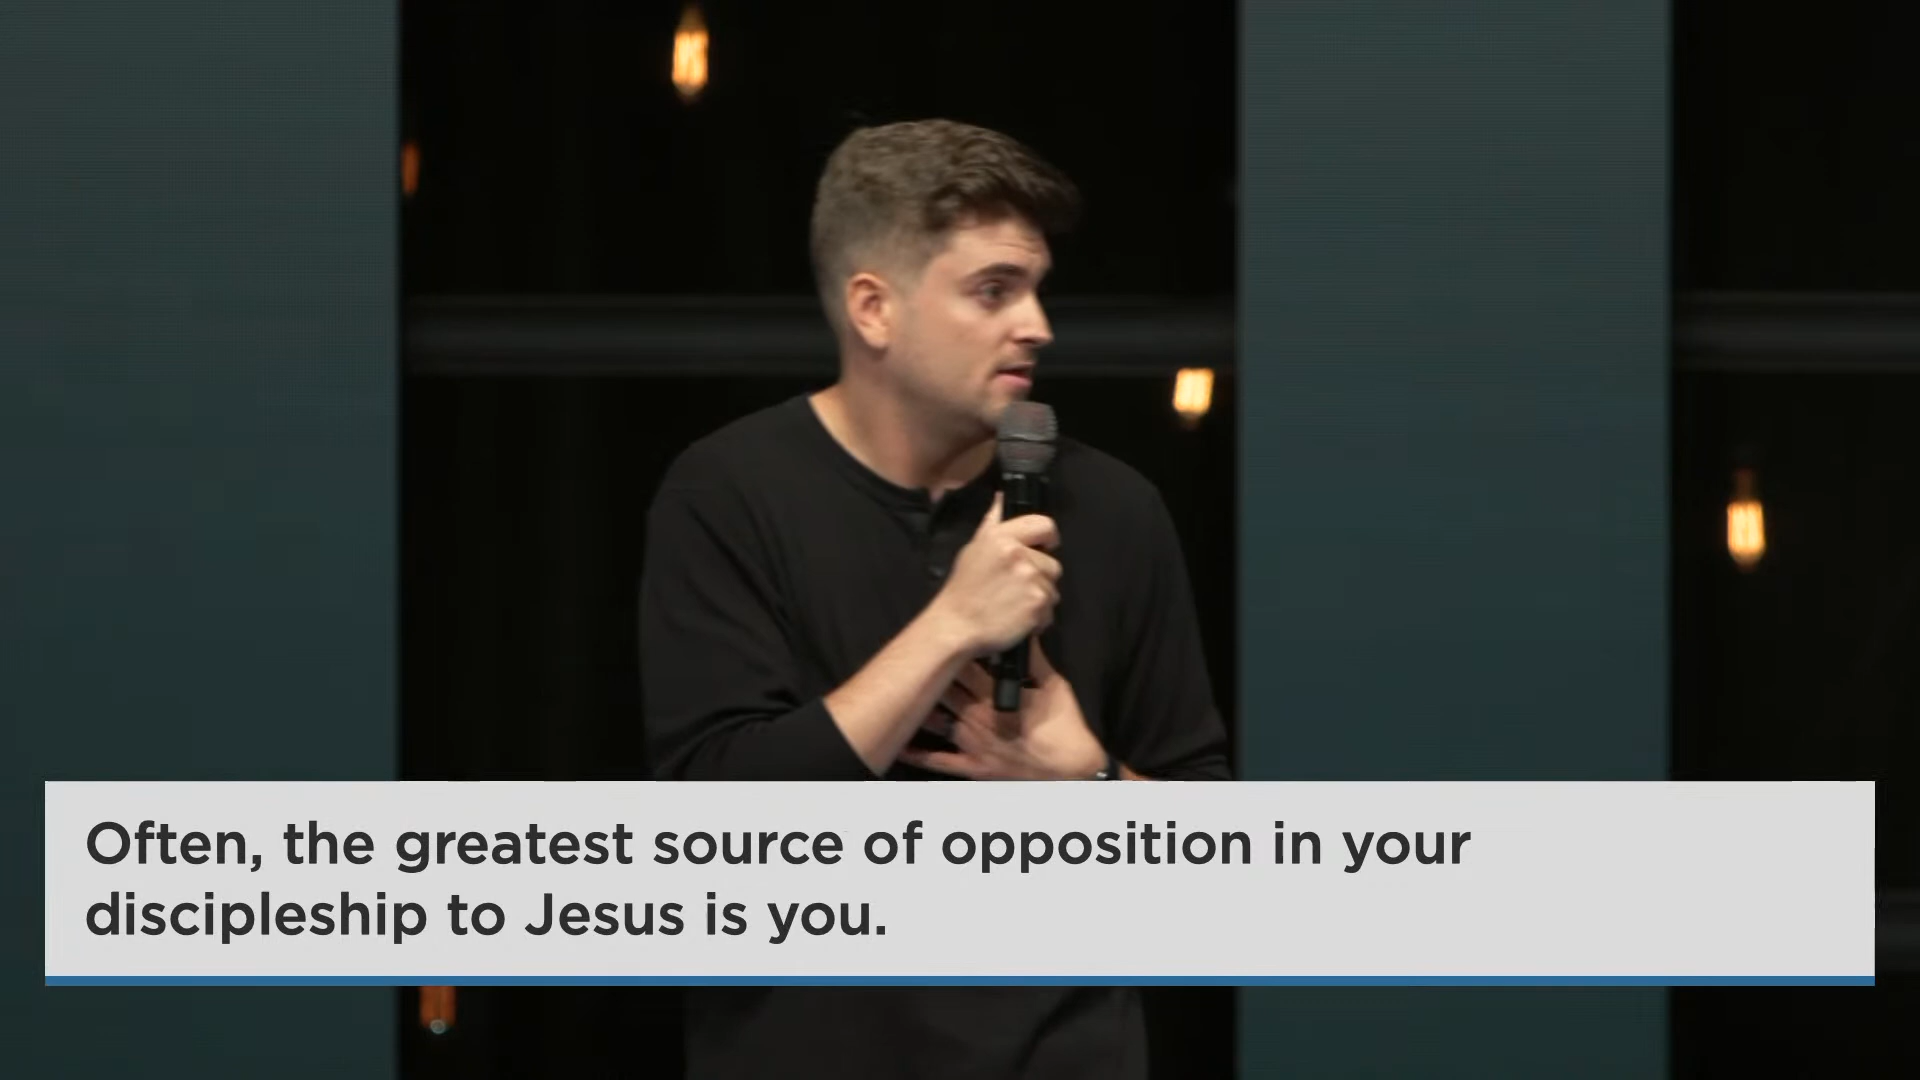 Often, the greatest source of opposition in your
discipleship to Jesus is you.